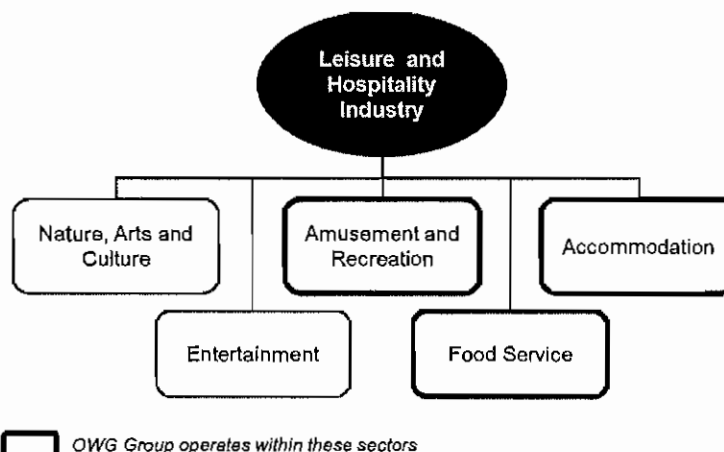 Leisure and
Hospitality
Industry
Nature, Arts and
Culture
Amusement and
Recreation
Accommodation
Entertainment
Food Service
OWG Group operates within these sectors